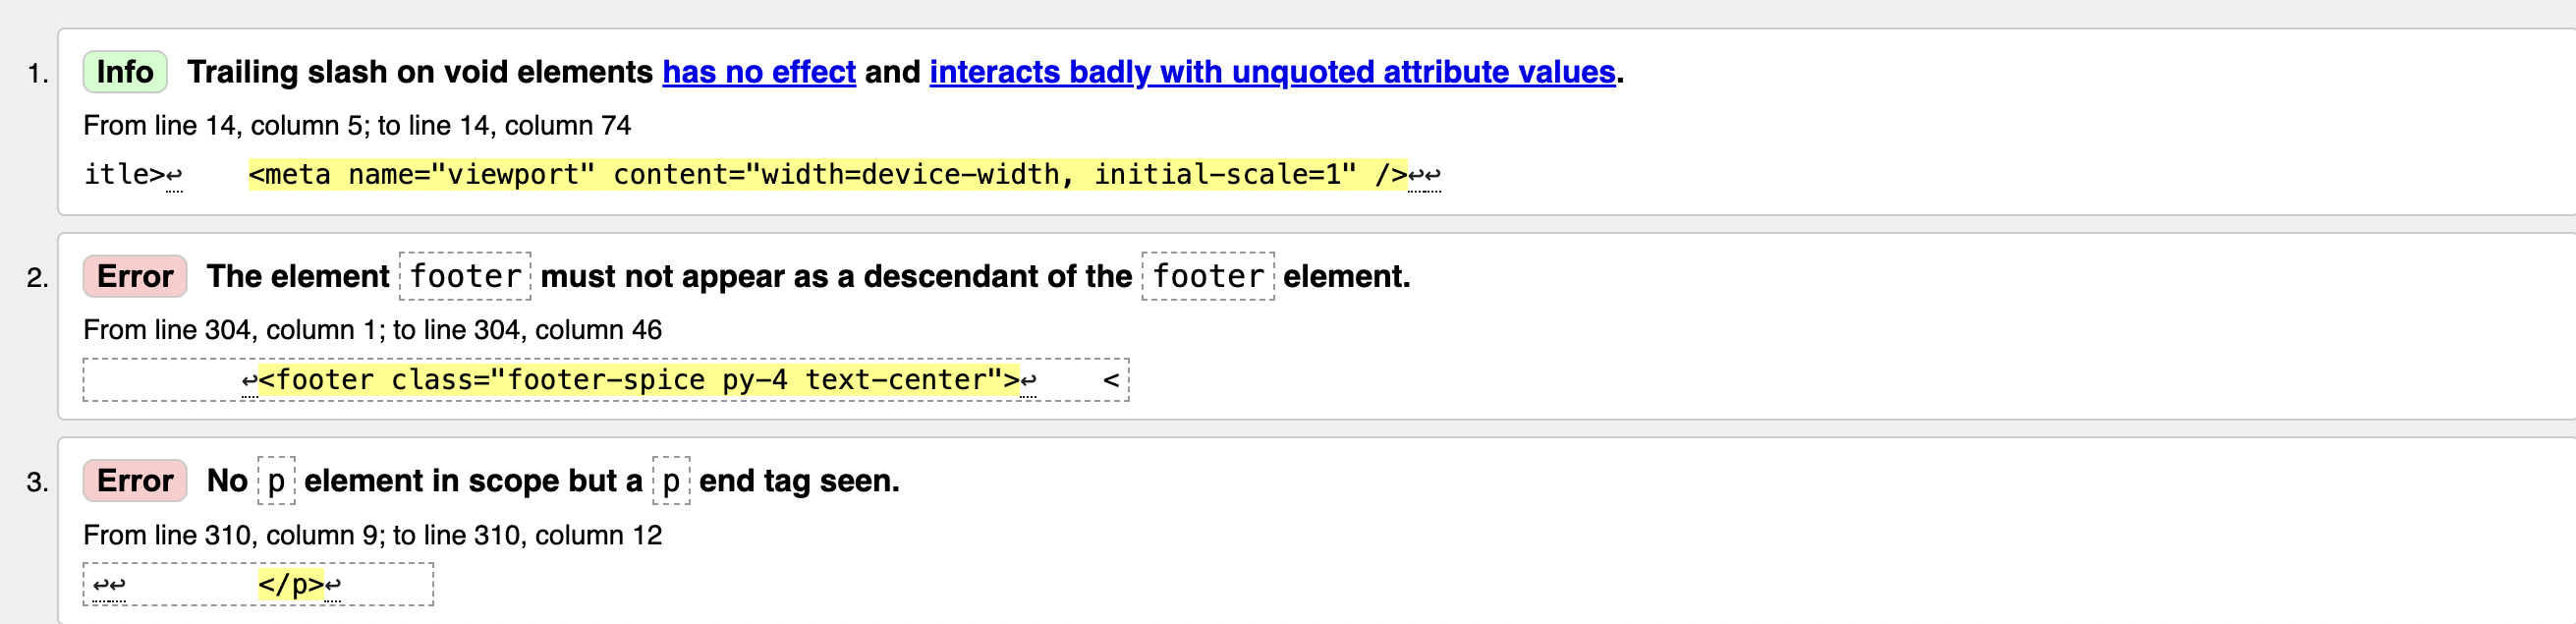 1. Info Trailing slash on void elements has no effect and interacts badly with unquoted attribute values.
From line 14, column 5; to line 14, column 74
itle>↩    <meta name="viewport" content="width=device-width, initial-scale=1" />↩↩
2. Error The element footer must not appear as a descendant of the footer element.
From line 304, column 1; to line 304, column 46
↩<footer class="footer-spice py-4 text-center">↩    <
3. Error No p element in scope but a p end tag seen.
From line 310, column 9; to line 310, column 12
↩↩        </p>↩